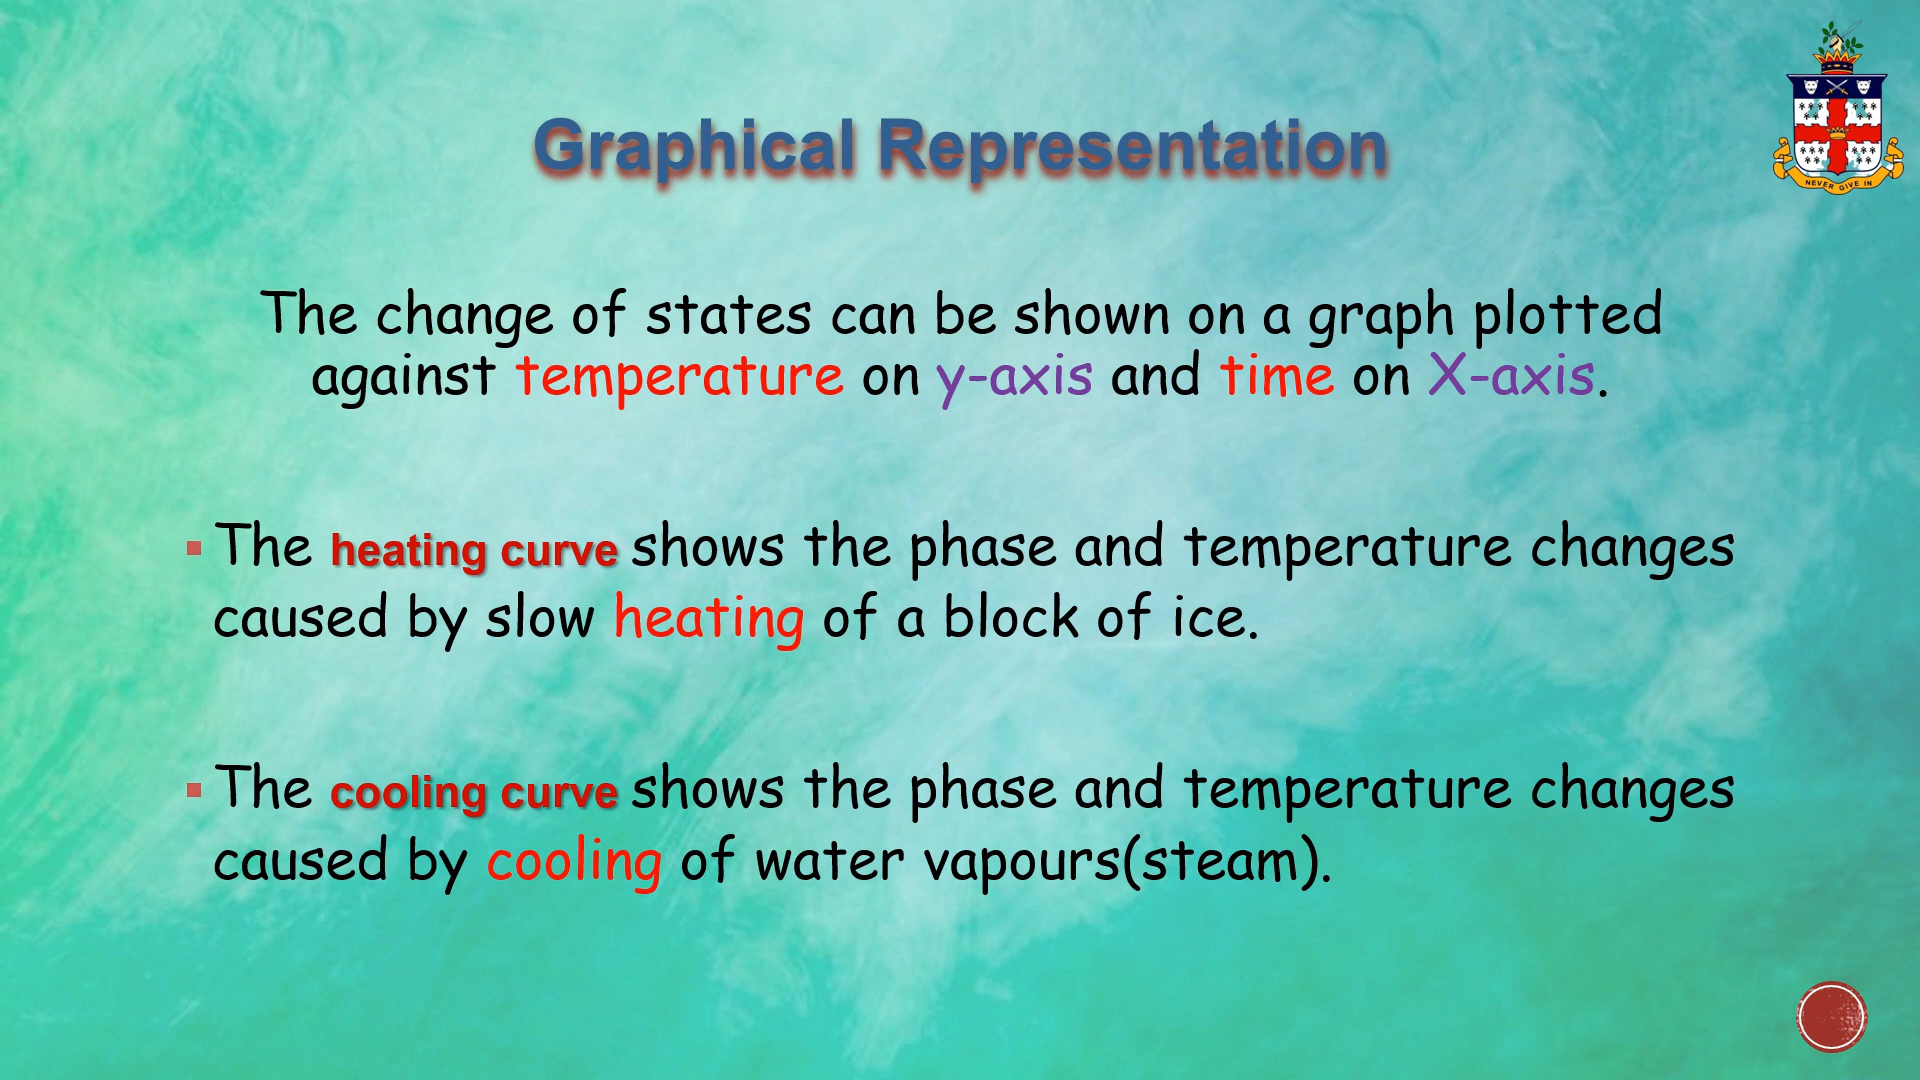 Graphical Representation
NEVER GIVE IN
The change of states can be shown on a graph plotted
against temperature on y-axis and time on X-axis.
▪ The heating curve shows the phase and temperature changes
caused by slow heating of a block of ice.
▪ The cooling curve shows the phase and temperature changes
caused by cooling of water vapours(steam).